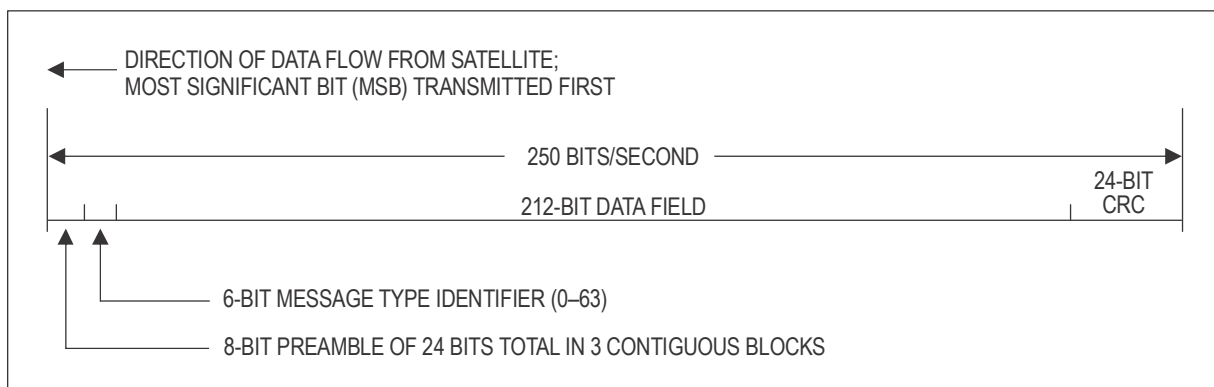 DIRECTION OF DATA FLOW FROM SATELLITE;
MOST SIGNIFICANT BIT (MSB) TRANSMITTED FIRST
250 BITS/SECOND
212-BIT DATA FIELD
24-BIT
CRC
6-BIT MESSAGE TYPE IDENTIFIER (0–63)
8-BIT PREAMBLE OF 24 BITS TOTAL IN 3 CONTIGUOUS BLOCKS